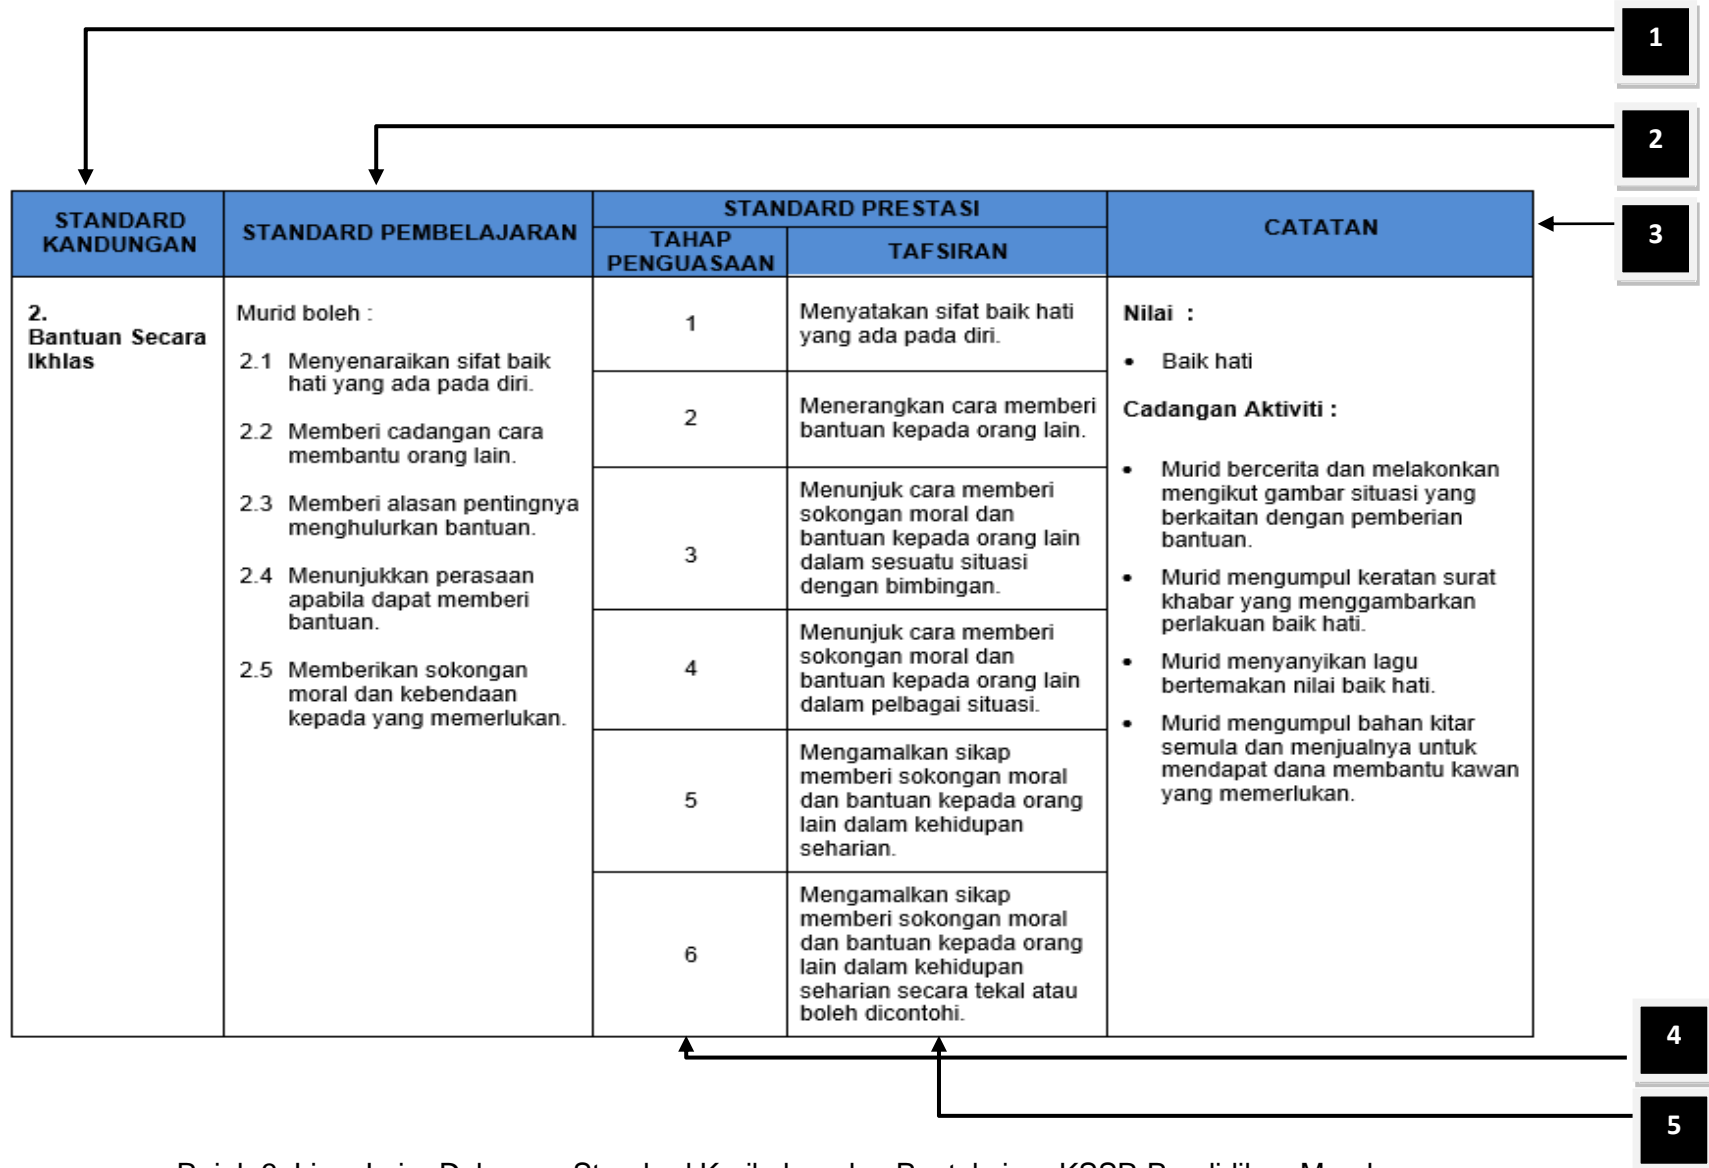 1
2
3
STANDARD
KANDUNGAN
STANDARD PEMBELAJARAN
STANDARD PRESTASI
TAHAP
PENGUASAAN
TAFSIRAN
CATATAN
2.
Bantuan Secara
Ikhlas
Murid boleh :
2.1 Menyenaraikan sifat baik
hati yang ada pada diri.
2.2 Memberi cadangan cara
membantu orang lain.
2.3 Memberi alasan pentingnya
menghulurkan bantuan.
2.4 Menunjukkan perasaan
apabila dapat memberi
bantuan.
2.5 Memberikan sokongan
moral dan kebendaan
kepada yang memerlukan.
1
Menyatakan sifat baik hati
yang ada pada diri.
2
Menerangkan cara memberi
bantuan kepada orang lain.
3
Menunjuk cara memberi
sokongan moral dan
bantuan kepada orang lain
dalam sesuatu situasi
dengan bimbingan.
4
Menunjuk cara memberi
sokongan moral dan
bantuan kepada orang lain
dalam pelbagai situasi.
5
Mengamalkan sikap
memberi sokongan moral
dan bantuan kepada orang
lain dalam kehidupan
seharian.
6
Mengamalkan sikap
memberi sokongan moral
dan bantuan kepada orang
lain dalam kehidupan
seharian secara tekal atau
boleh dicontohi.
Nilai :
• Baik hati
Cadangan Aktiviti :
• Murid bercerita dan melakonkan
mengikut gambar situasi yang
berkaitan dengan pemberian
bantuan.
• Murid mengumpul keratan surat
khabar yang menggambarkan
perlakuan baik hati.
• Murid menyanyikan lagu
bertemakan nilai baik hati.
• Murid mengumpul bahan kitar
semula dan menjualnya untuk
mendapat dana membantu kawan
yang memerlukan.
4
5